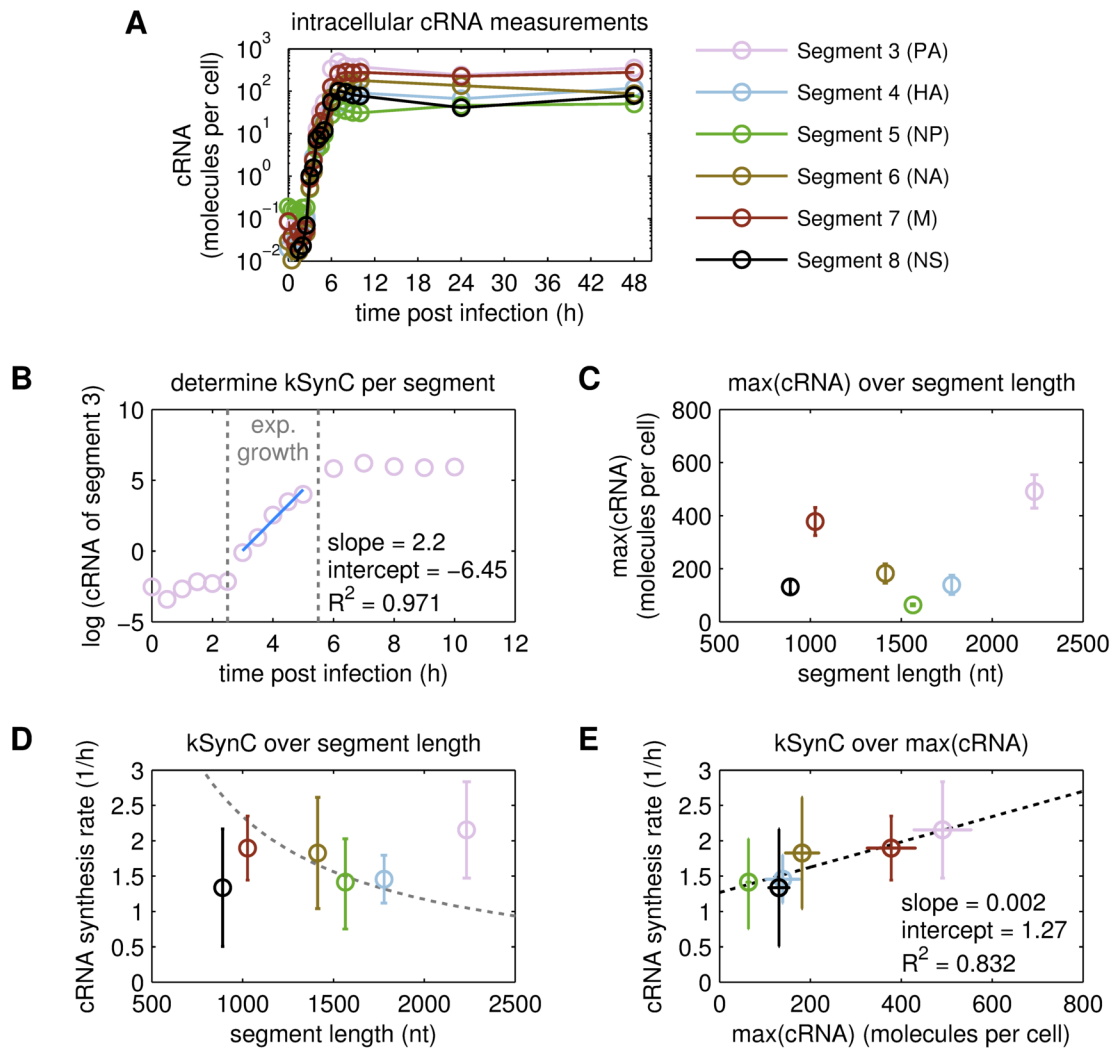 A
intracellular cRNA measurements
cRNA
(molecules per cell)
10^3
10^2
10^1
10^0
10^−1
10^−2
0 6 12 18 24 30 36 42 48
time post infection (h)
Segment 3 (PA)
Segment 4 (HA)
Segment 5 (NP)
Segment 6 (NA)
Segment 7 (M)
Segment 8 (NS)
B
determine kSynC per segment
log (cRNA of segment 3)
10
5
0
−5
exp.
growth
slope = 2.2
intercept = −6.45
R^2 = 0.971
0 2 4 6 8 10 12
time post infection (h)
C
max(cRNA) over segment length
max(cRNA)
(molecules per cell)
800
600
400
200
0
500 1000 1500 2000 2500
segment length (nt)
D
kSynC over segment length
cRNA synthesis rate (1/h)
3
2.5
2
1.5
1
0.5
0
500 1000 1500 2000 2500
segment length (nt)
E
kSynC over max(cRNA)
cRNA synthesis rate (1/h)
3
2.5
2
1.5
1
0.5
0
slope = 0.002
intercept = 1.27
R^2 = 0.832
0 200 400 600 800
max(cRNA) (molecules per cell)